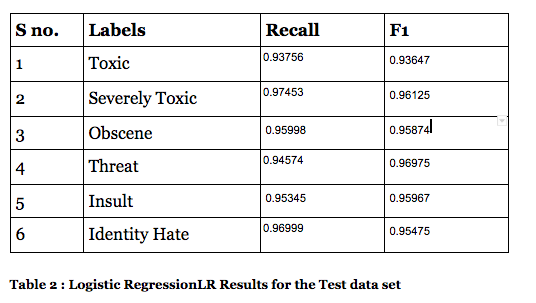 S no. Labels Recall F1
1 Toxic 0.93756 0.93647
2 Severely Toxic 0.97453 0.96125
3 Obscene 0.95998 0.95874
4 Threat 0.94574 0.96975
5 Insult 0.95345 0.95967
6 Identity Hate 0.96999 0.95475
Table 2 : Logistic RegressionLR Results for the Test data set